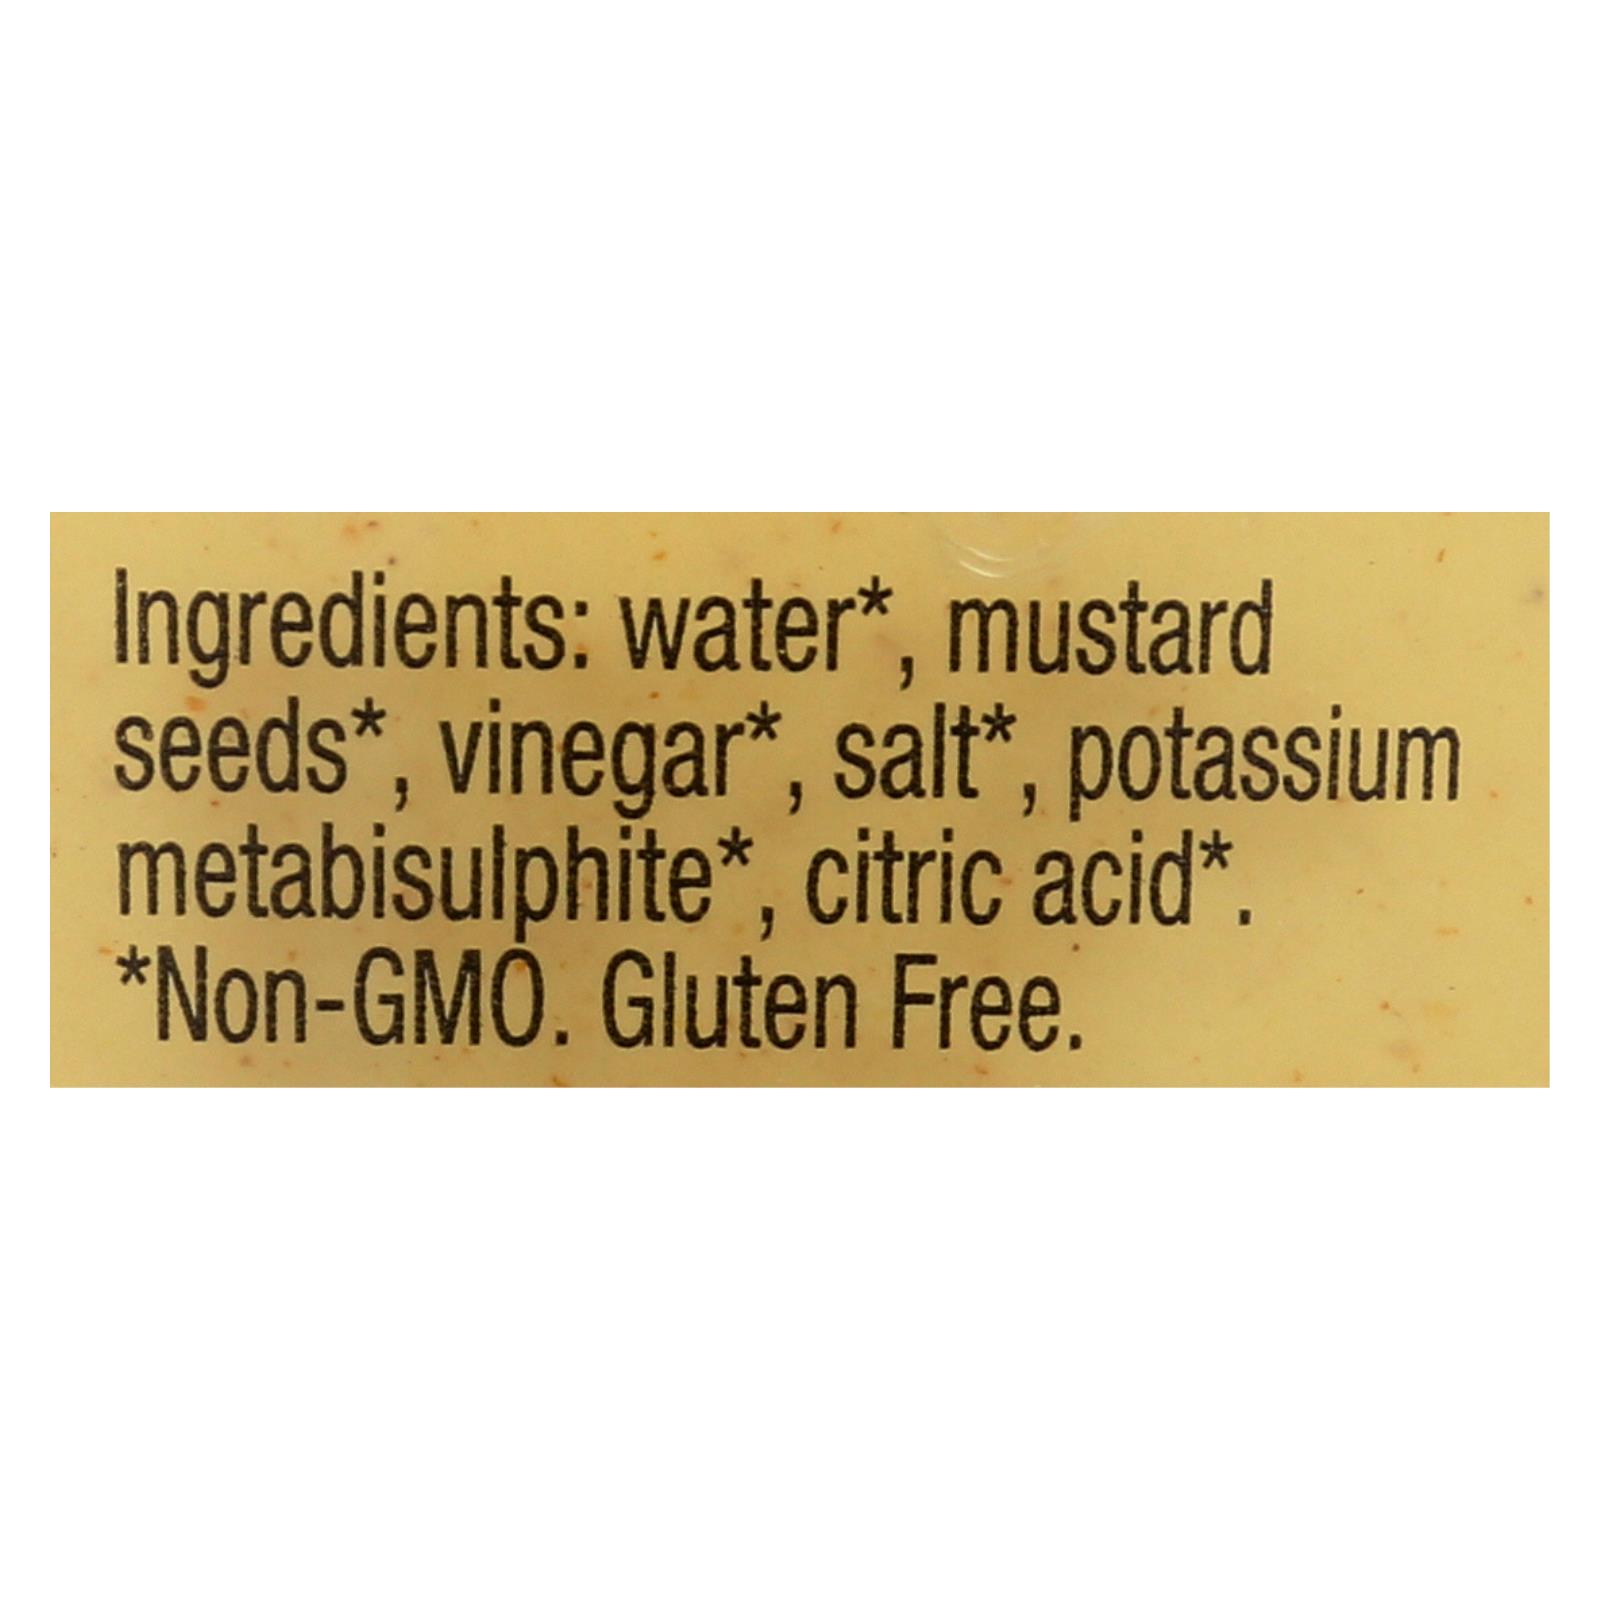 Ingredients: water*, mustard
seeds*, vinegar*, salt*, potassium
metabisulphite*, citric acid*.
*Non-GMO. Gluten Free.